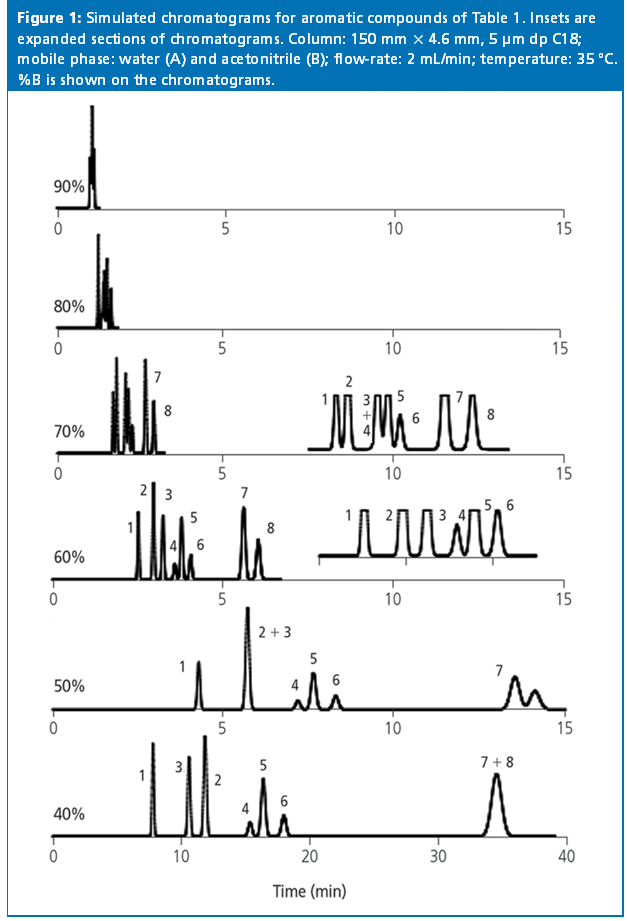 Figure 1: Simulated chromatograms for aromatic compounds of Table 1. Insets are
expanded sections of chromatograms. Column: 150 mm × 4.6 mm, 5 µm dp C18;
mobile phase: water (A) and acetonitrile (B); flow-rate: 2 mL/min; temperature: 35 °C.
%B is shown on the chromatograms.
90%
0 5 10 15
80%
0 5 10 15
70%
7
8
1 2 3 + 4 5 6 7 8
0 5 10 15
60%
1 2 3 4 5 6 7 8
1 2 3 4 5 6
0 5 10 15
50%
1 2 + 3 4 5 6 7
0 5 10 15
40%
1 3 2 4 5 6 7 + 8
0 10 20 30 40
Time (min)